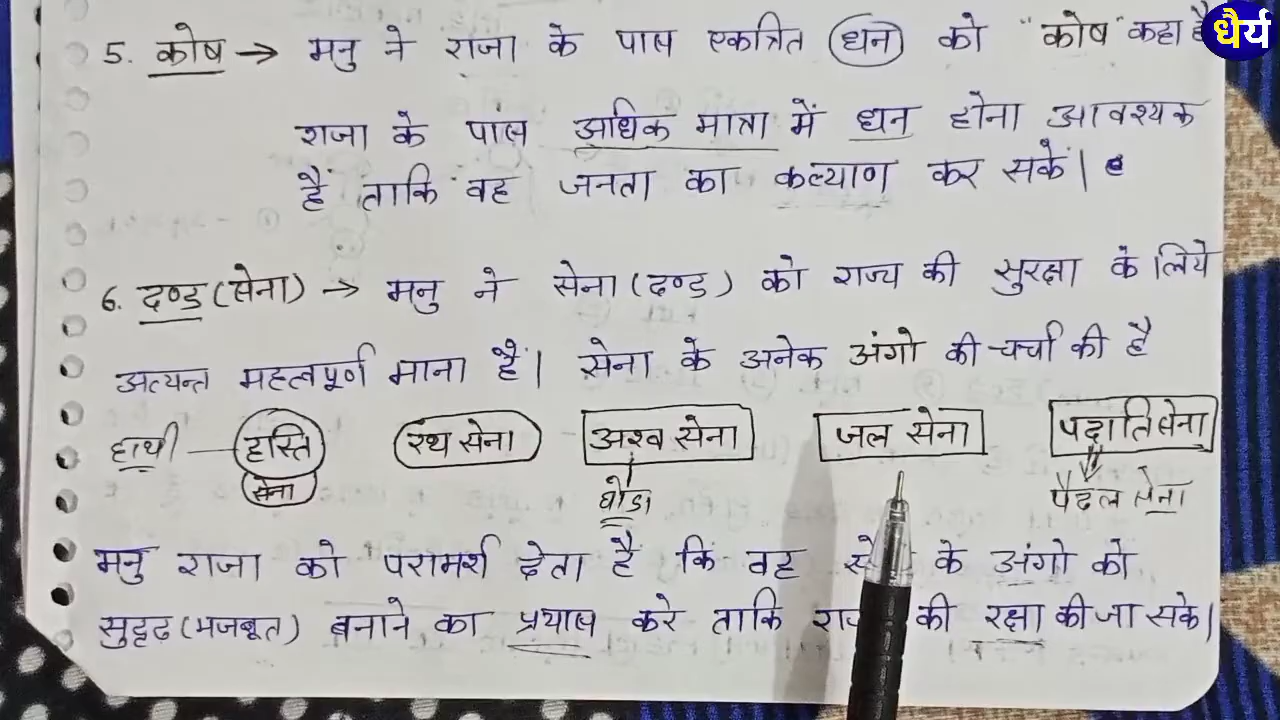 धैर्य
5. कोष → मनु ने राजा के पास एकत्रित धन को "कोष" कहा है
राजा के पास अधिक मात्रा में धन होना आवश्यक
है ताकि वह जनता का कल्याण कर सकें।
6. दण्ड (सेना) → मनु ने सेना (दण्ड) को राज्य की सुरक्षा के लिये
अत्यन्त महत्वपूर्ण माना है। सेना के अनेक अंगो की चर्चा की है
हाथी — हस्ति रथ सेना अश्व सेना जल सेना पदातिसेना
सेना घोडा पैदल सेना
मनु राजा को परामर्श देता है कि वह के अंगो को
सुदृढ (मजबूत) बनाने का प्रयास करे ताकि की रक्षा की जा सके।